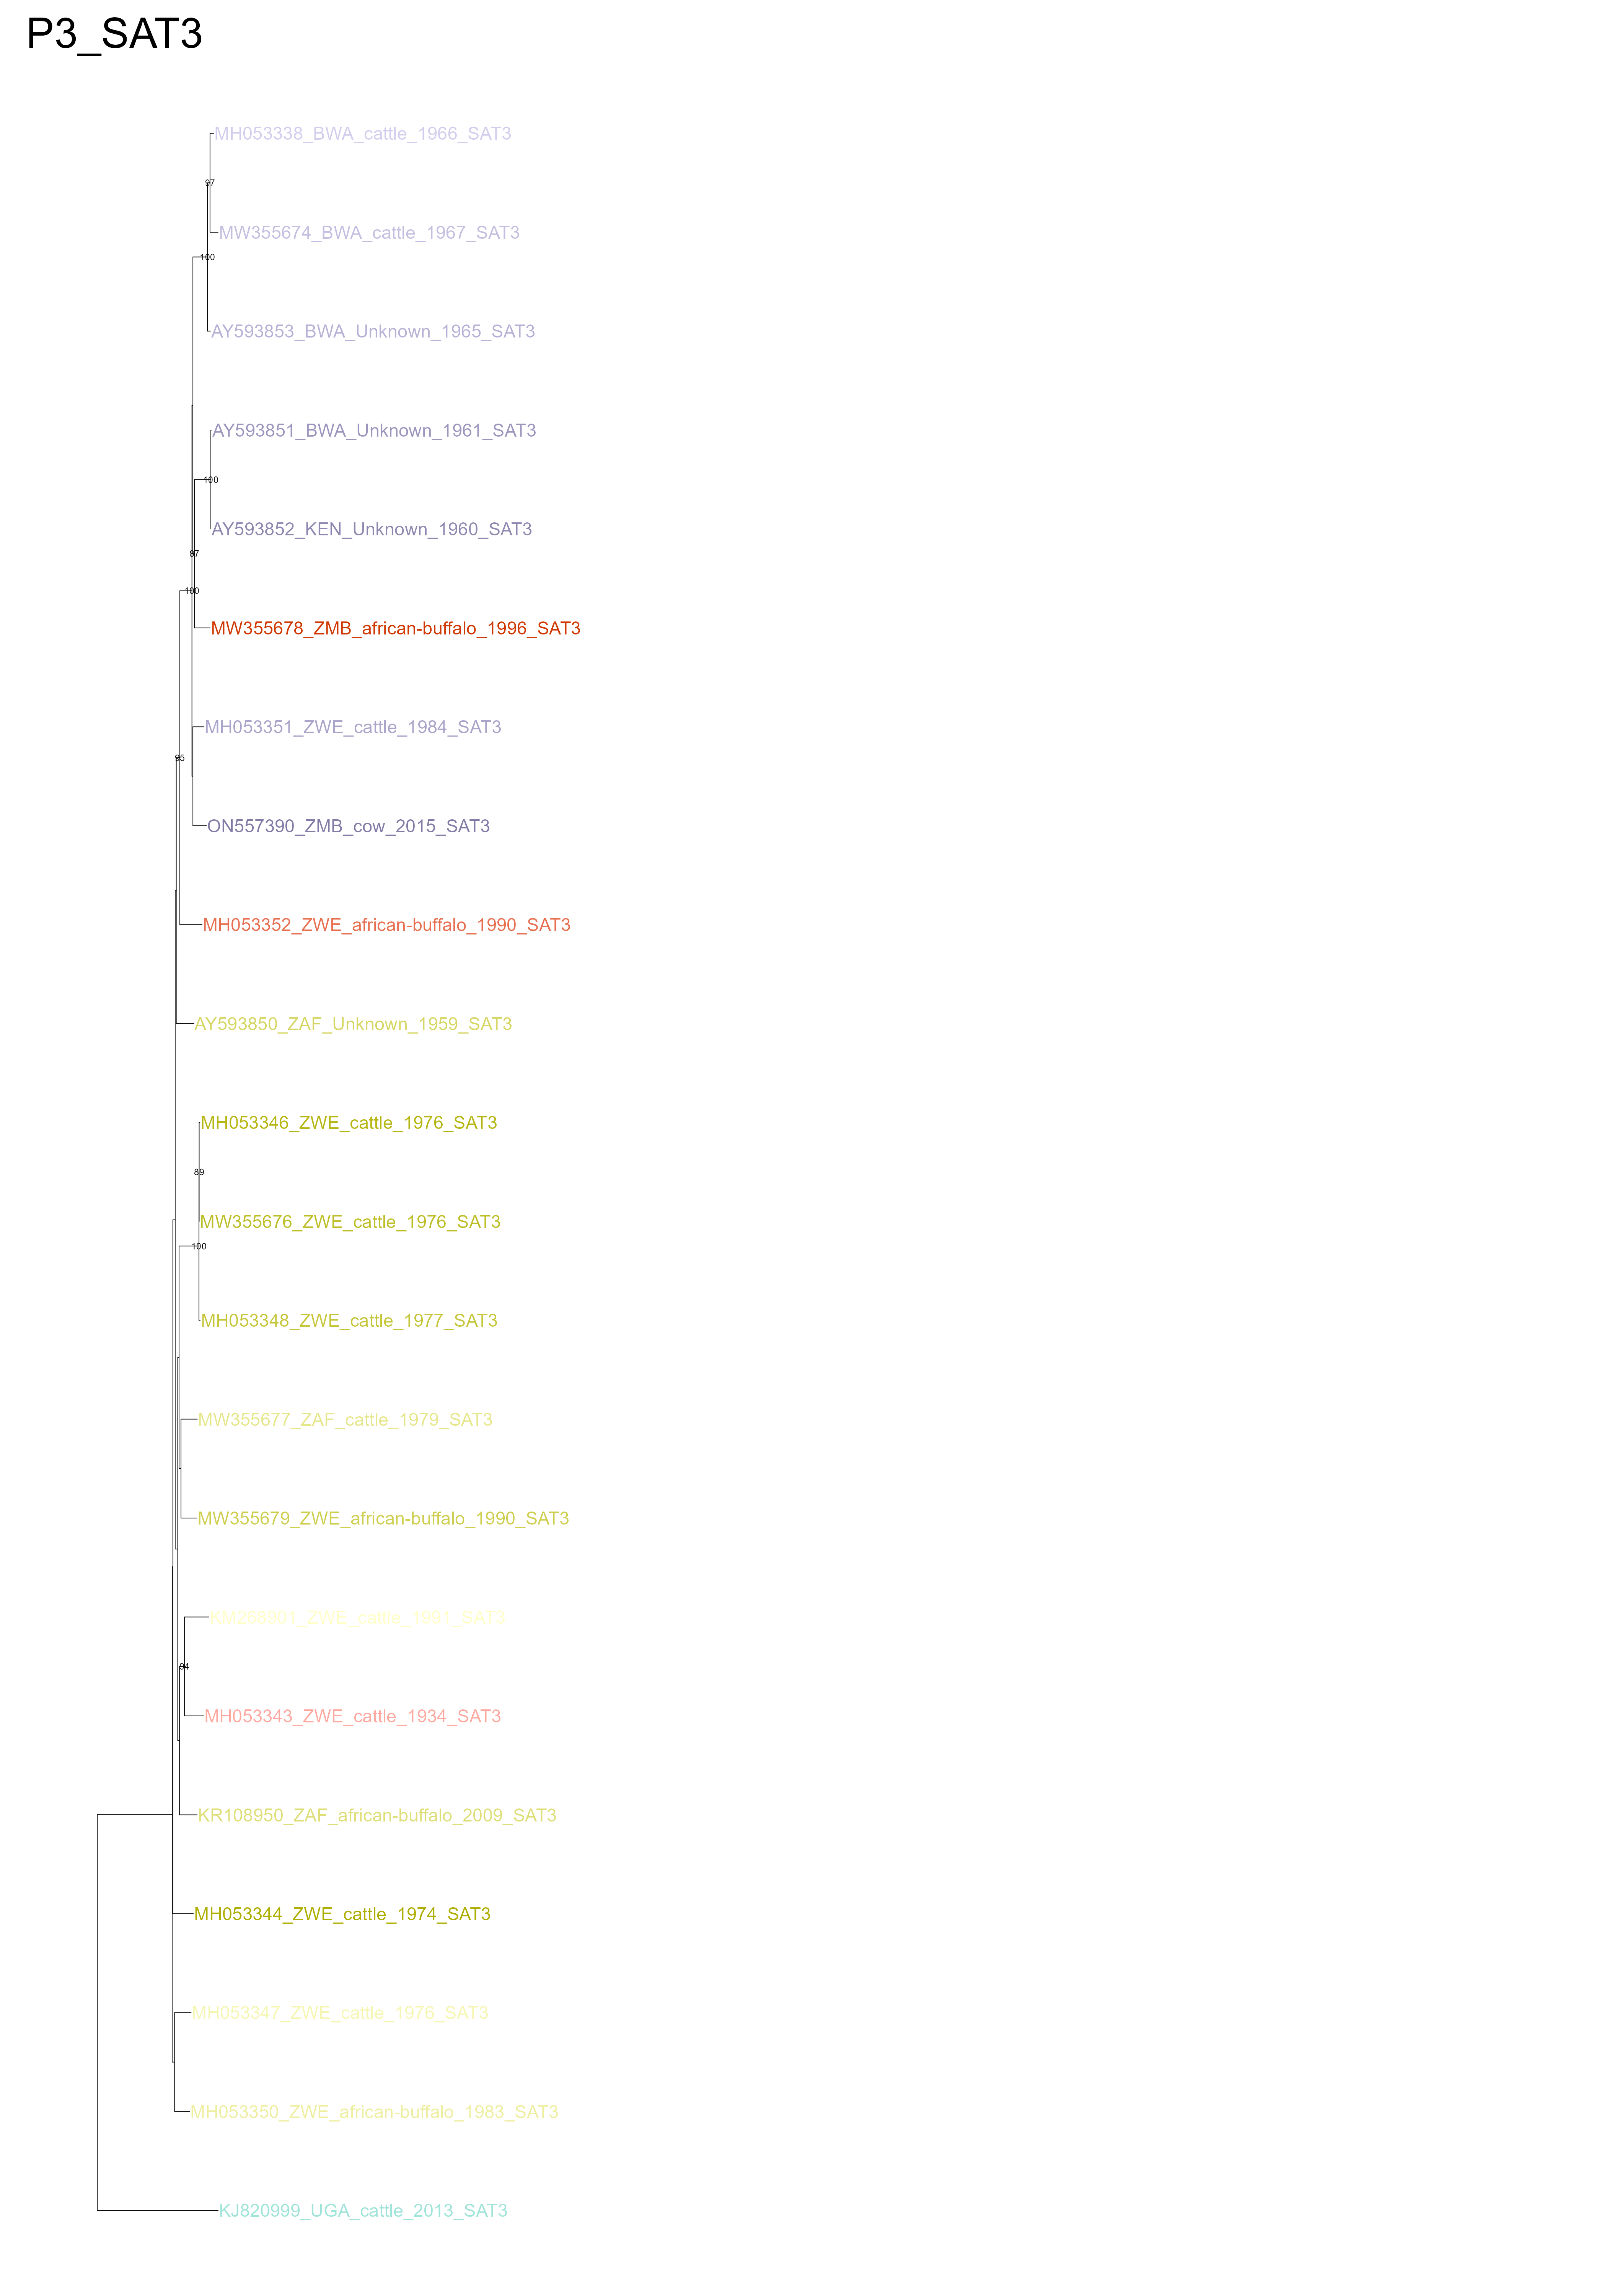 P3_SAT3
MH053338_BWA_cattle_1966_SAT3
97
MW355674_BWA_cattle_1967_SAT3
100
AY593853_BWA_Unknown_1965_SAT3
AY593851_BWA_Unknown_1961_SAT3
100
AY593852_KEN_Unknown_1960_SAT3
87
100
MW355678_ZMB_african-buffalo_1996_SAT3
MH053351_ZWE_cattle_1984_SAT3
95
ON557390_ZMB_cow_2015_SAT3
MH053352_ZWE_african-buffalo_1990_SAT3
AY593850_ZAF_Unknown_1959_SAT3
MH053346_ZWE_cattle_1976_SAT3
89
MW355676_ZWE_cattle_1976_SAT3
100
MH053348_ZWE_cattle_1977_SAT3
MW355677_ZAF_cattle_1979_SAT3
MW355679_ZWE_african-buffalo_1990_SAT3
KM268901_ZWE_cattle_1991_SAT3
94
MH053343_ZWE_cattle_1934_SAT3
KR108950_ZAF_african-buffalo_2009_SAT3
MH053344_ZWE_cattle_1974_SAT3
MH053347_ZWE_cattle_1976_SAT3
MH053350_ZWE_african-buffalo_1983_SAT3
KJ820999_UGA_cattle_2013_SAT3